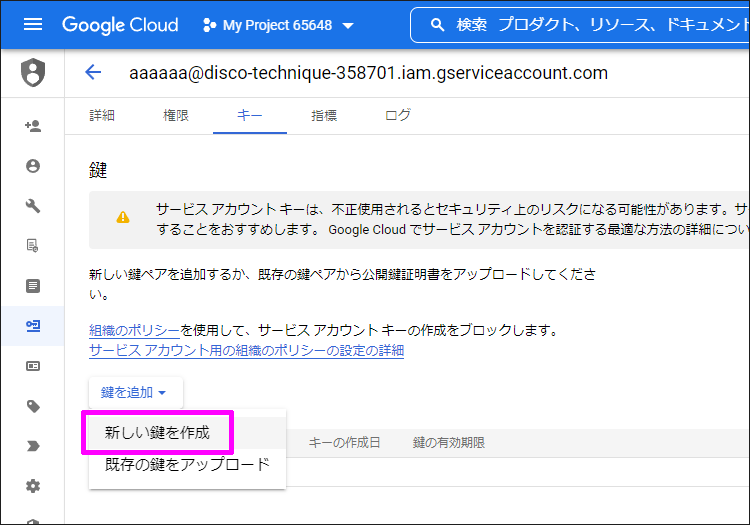 Google Cloud My Project 65648 検索 プロダクト、リソース、ドキュメント
aaaaaa@disco-technique-358701.iam.gserviceaccount.com
詳細 権限 キー 指標 ログ
鍵
サービス アカウント キーは、不正使用されるとセキュリティ上のリスクになる可能性があります。サ
することをおすすめします。 Google Cloud でサービス アカウントを認証する最適な方法の詳細につい
新しい鍵ペアを追加するか、既存の鍵ペアから公開鍵証明書をアップロードしてくださ
い。
組織のポリシーを使用して、サービス アカウント キーの作成をブロックします。
サービス アカウント用の組織のポリシーの設定の詳細
鍵を追加
新しい鍵を作成
キーの作成日 鍵の有効期限
既存の鍵をアップロード